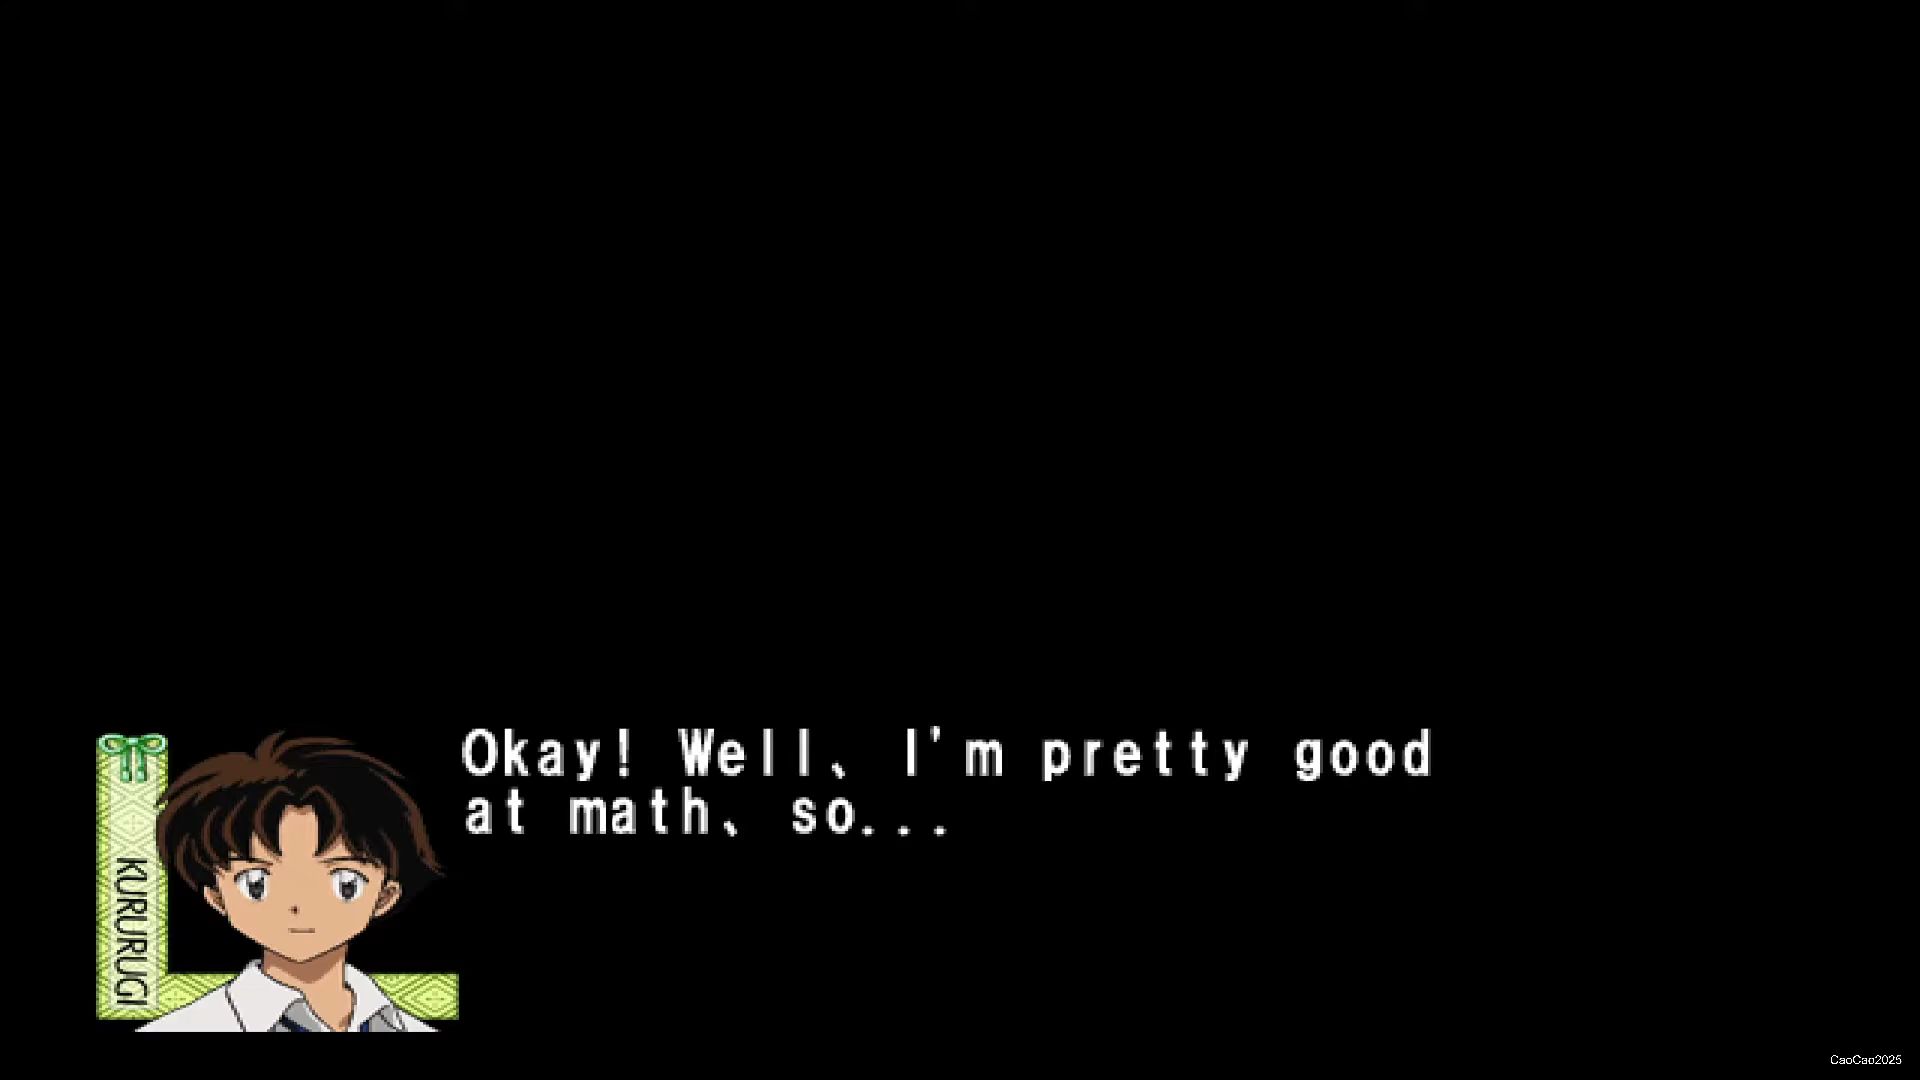 Okay! Well、 I'm pretty good
at math、 so...
KURURUGI
CaoCao2025